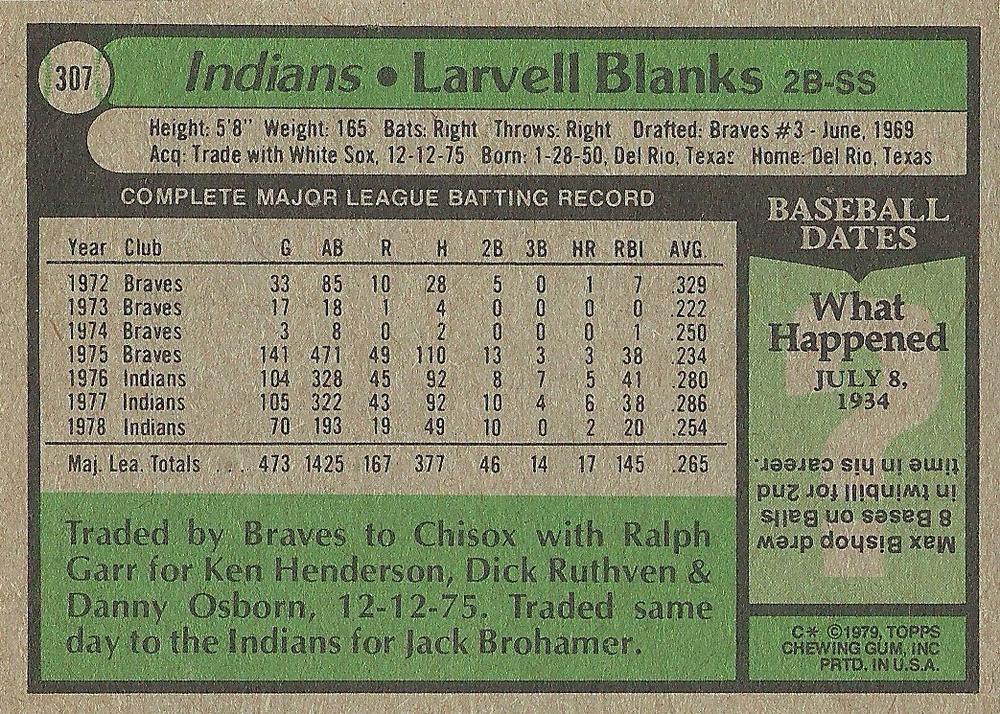 307
Indians • Larvell Blanks 2B-SS
Height: 5'8" Weight: 165 Bats: Right Throws: Right Drafted: Braves #3 - June, 1969
Acq: Trade with White Sox, 12-12-75 Born: 1-28-50, Del Rio, Texas Home: Del Rio, Texas
COMPLETE MAJOR LEAGUE BATTING RECORD
Year Club G AB R H 2B 3B HR RBI AVG.
1972 Braves 33 85 10 28 5 0 1 7 .329
1973 Braves 17 18 1 4 0 0 0 0 .222
1974 Braves 3 8 0 2 0 0 0 1 .250
1975 Braves 141 471 49 110 13 3 3 38 .234
1976 Indians 104 328 45 92 8 7 5 41 .280
1977 Indians 105 322 43 92 10 4 6 38 .286
1978 Indians 70 193 19 49 10 0 2 20 .254
Maj. Lea. Totals ... 473 1425 167 377 46 14 17 145 .265
Traded by Braves to Chisox with Ralph
Garr for Ken Henderson, Dick Ruthven &
Danny Osborn, 12-12-75. Traded same
day to the Indians for Jack Brohamer.
BASEBALL
DATES
?
What
Happened
JULY 8,
1934
Max Bishop drew
8 Bases on Balls
in twinbill for 2nd
time in his career.
C* ©1979, TOPPS
CHEWING GUM, INC
PRTD. IN U.S.A.